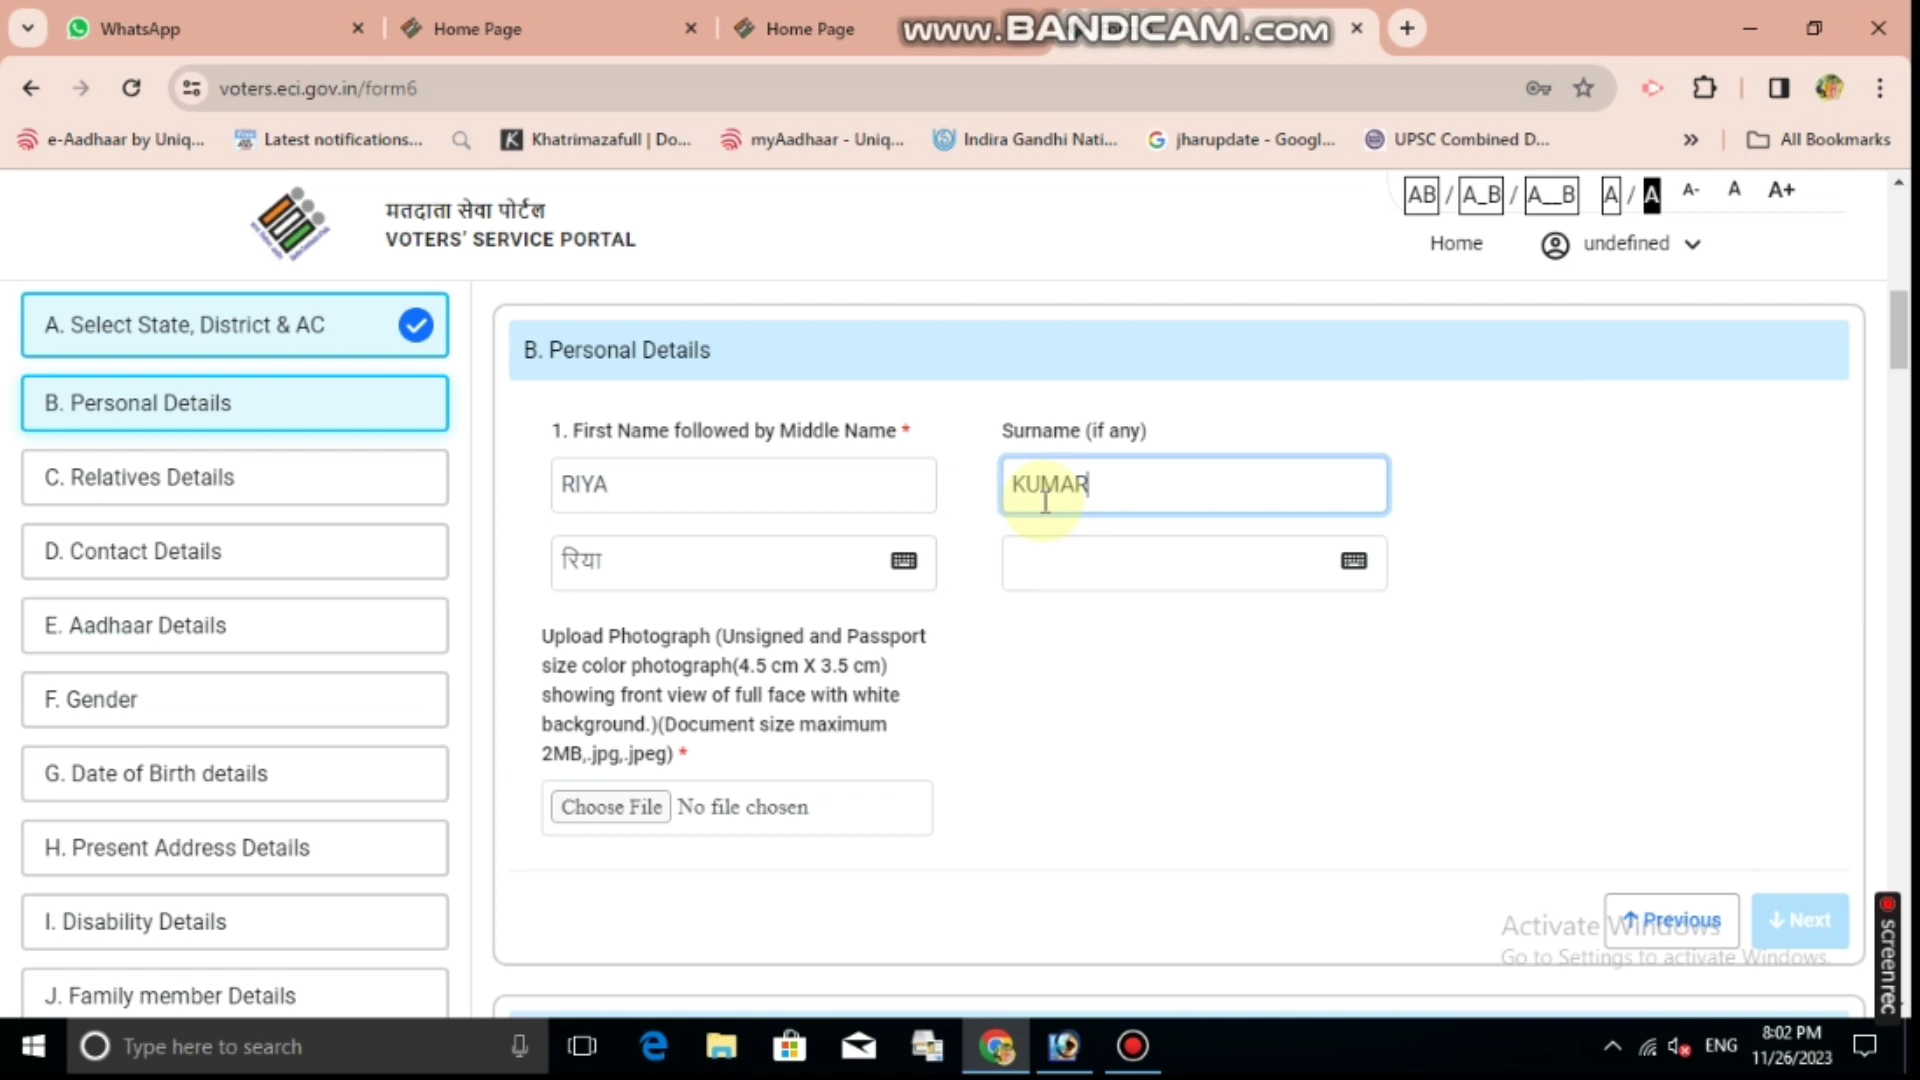 WhatsApp
Home Page
Home Page
www.BANDICAM.com
voters.eci.gov.in/form6
e-Aadhaar by Uniq...
Latest notifications...
Khatrimazafull | Do...
myAadhaar - Uniq...
Indira Gandhi Nati...
jharupdate - Googl...
UPSC Combined D...
All Bookmarks
मतदाता सेवा पोर्टल
VOTERS' SERVICE PORTAL
AB / A_B / A__B A / A A- A A+
Home
undefined
A. Select State, District & AC
B. Personal Details
C. Relatives Details
D. Contact Details
E. Aadhaar Details
F. Gender
G. Date of Birth details
H. Present Address Details
I. Disability Details
J. Family member Details
B. Personal Details
1. First Name followed by Middle Name *
Surname (if any)
RIYA
KUMAR
रिया
Upload Photograph (Unsigned and Passport
size color photograph(4.5 cm X 3.5 cm)
showing front view of full face with white
background.)(Document size maximum
2MB,.jpg,.jpeg) *
Choose File No file chosen
Previous
Next
Activate Windows
Go to Settings to activate Windows.
screenrec
Type here to search
ENG
8:02 PM
11/26/2023